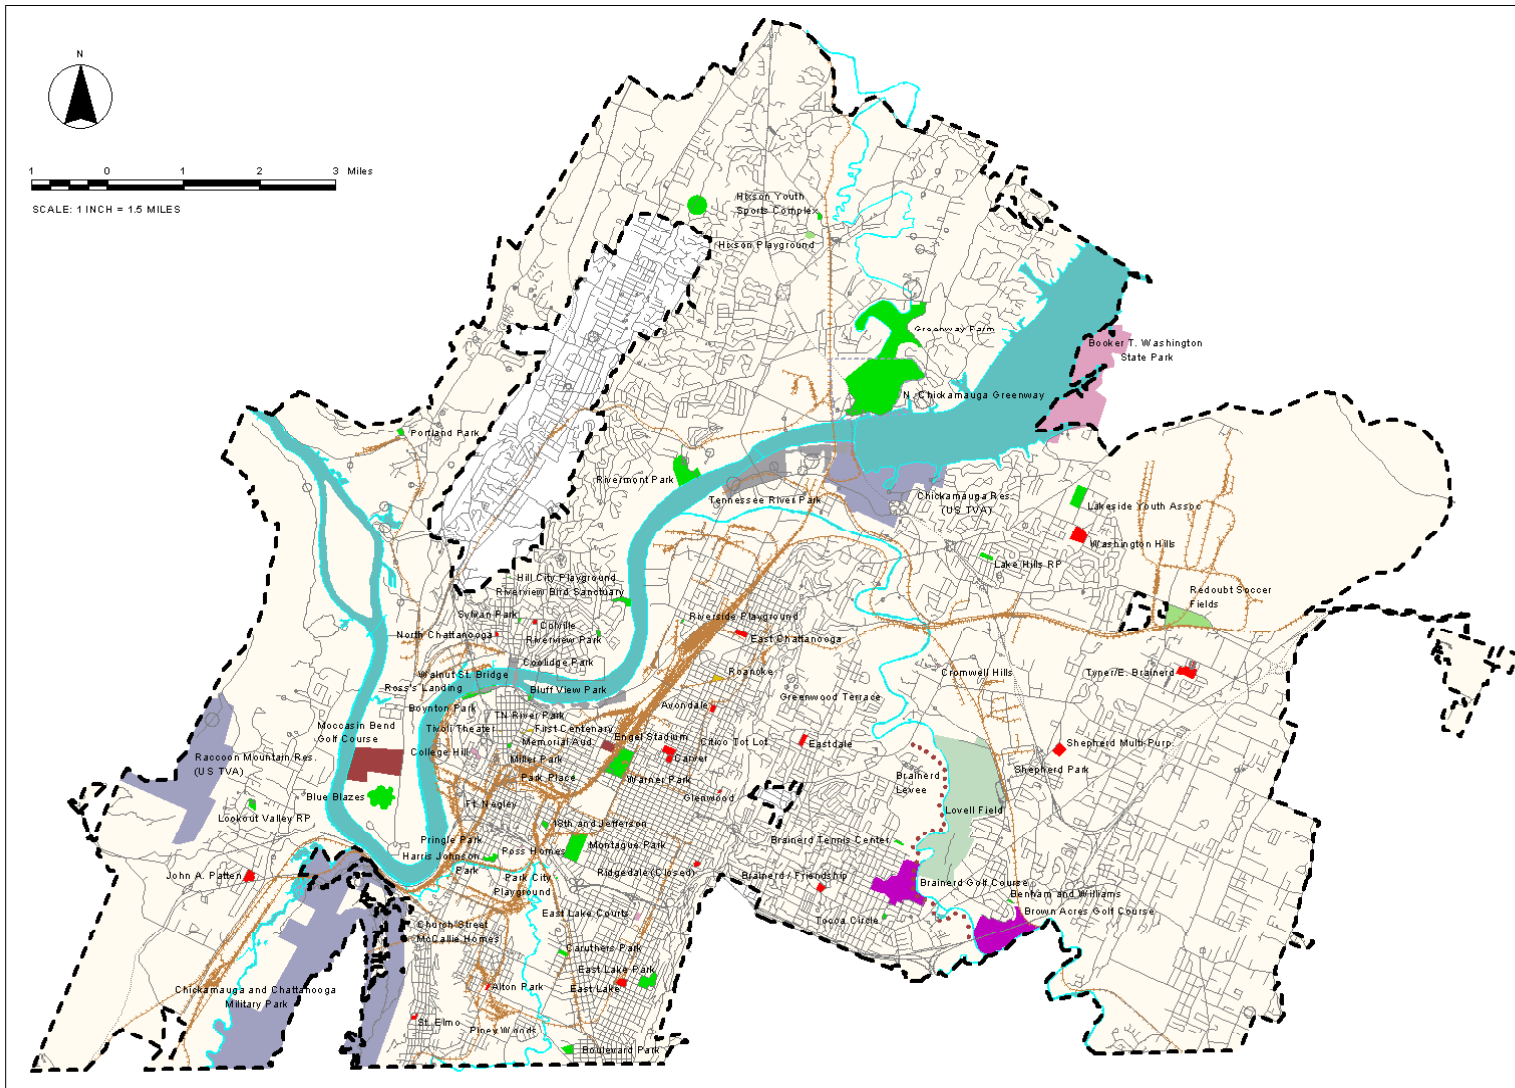 N
1 0 1 2 3 Miles
SCALE: 1 INCH = 1.5 MILES
Hixson Youth
Sports Complex
Hixson Playground
Greenway Farm
Booker T. Washington
State Park
N. Chickamauga Greenway
Portland Park
Rivermont Park
Tennessee River Park
Chickamauga Res.
(US TVA)
Lakeside Youth Assoc
Washington Hills
Lake Hills RP
Redoubt Soccer
Fields
Hill City Playground
Riverview Bird Sanctuary
Sylvan Park
Colville
Riverside Playground
North Chattanooga
Riverview Park
East Chattanooga
Coolidge Park
Walnut St. Bridge
Roanoke
Cromwell Hills
Tyner/E. Brainerd
Ross's Landing
Bluff View Park
Greenwood Terrace
Boynton Park
Avondale
TN River Park
Moccasin Bend
Golf Course
Tivoli Theater
First Centenary
Engel Stadium
Memorial Aud.
Citico Tot Lot
Eastdale
Shepherd Multi-Purp.
College Hill
Raccoon Mountain Res.
(US TVA)
Miller Park
Carver
Shepherd Park
Park Place
Warner Park
Brainerd
Levee
Blue Blazes
Ft. Negley
Glenwood
Lovell Field
Lookout Valley RP
18th and Jefferson
Pringle Park
Montague Park
Brainerd Tennis Center
Harris Johnson
Park
Poss Homes
John A. Patten
Park City
Playground
Ridgedale (Closed)
Brainerd / Friendship
Brainerd Golf Course
Benham and Williams
East Lake Courts
Tocoa Circle
Brown Acres Golf Course
Church Street
McCallie Homes
Caruthers Park
East Lake Park
Chickamauga and Chattanooga
Military Park
Alton Park
East Lake
St. Elmo
Piney Woods
Boulevard Park